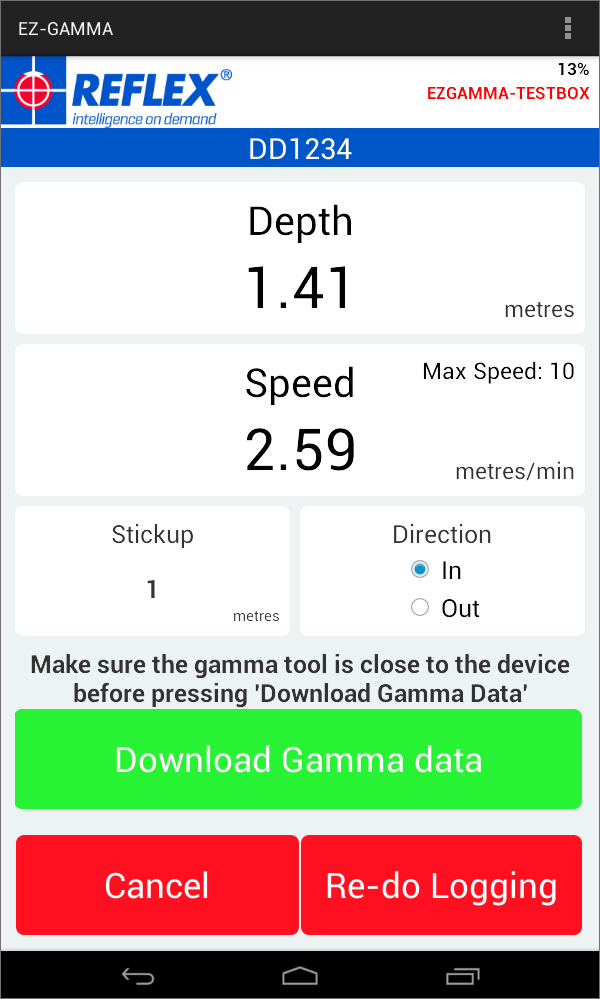 EZ-GAMMA
REFLEX®
intelligence on demand
13%
EZGAMMA-TESTBOX
DD1234
Depth
1.41
metres
Speed
Max Speed: 10
2.59
metres/min
Stickup
1
metres
Direction
In
Out
Make sure the gamma tool is close to the device
before pressing 'Download Gamma Data'
Download Gamma data
Cancel
Re-do Logging